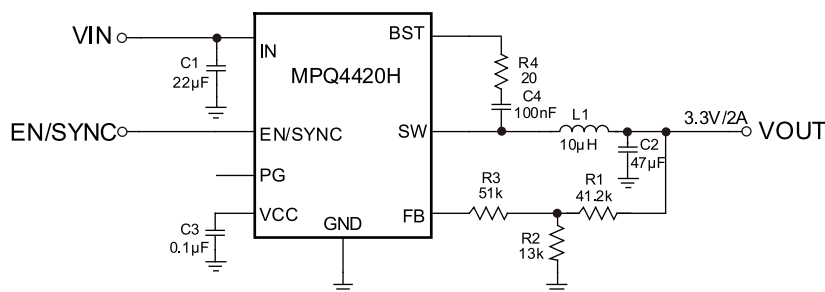 VIN
C1
22µF
IN
BST
MPQ4420H
R4
20
C4
100nF
L1
10µH
3.3V/2A
VOUT
EN/SYNC
EN/SYNC
SW
C2
47µF
PG
R3
51k
R1
41.2k
VCC
FB
C3
0.1µF
GND
R2
13k